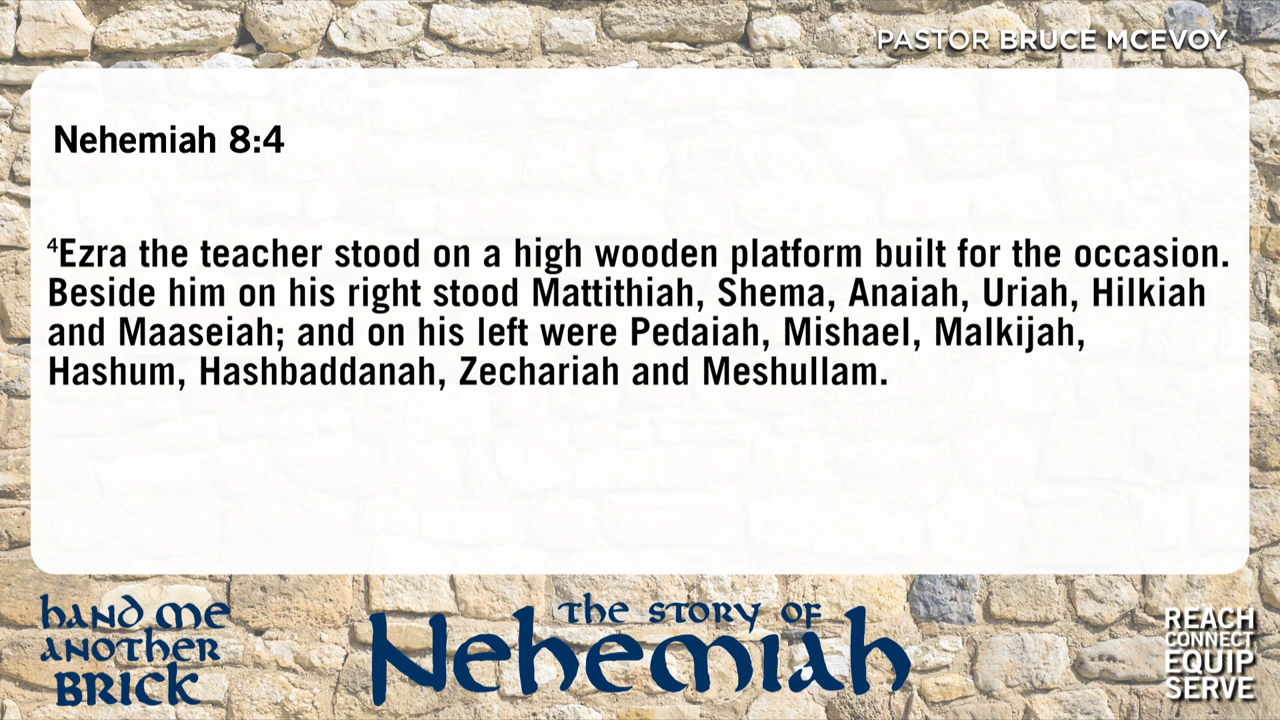 PASTOR BRUCE MCEVOY
Nehemiah 8:4
⁴Ezra the teacher stood on a high wooden platform built for the occasion.
Beside him on his right stood Mattithiah, Shema, Anaiah, Uriah, Hilkiah
and Maaseiah; and on his left were Pedaiah, Mishael, Malkijah,
Hashum, Hashbaddanah, Zechariah and Meshullam.
hand me
another
BRICK
the story of
Nehemiah
REACH
CONNECT
EQUIP
SERVE